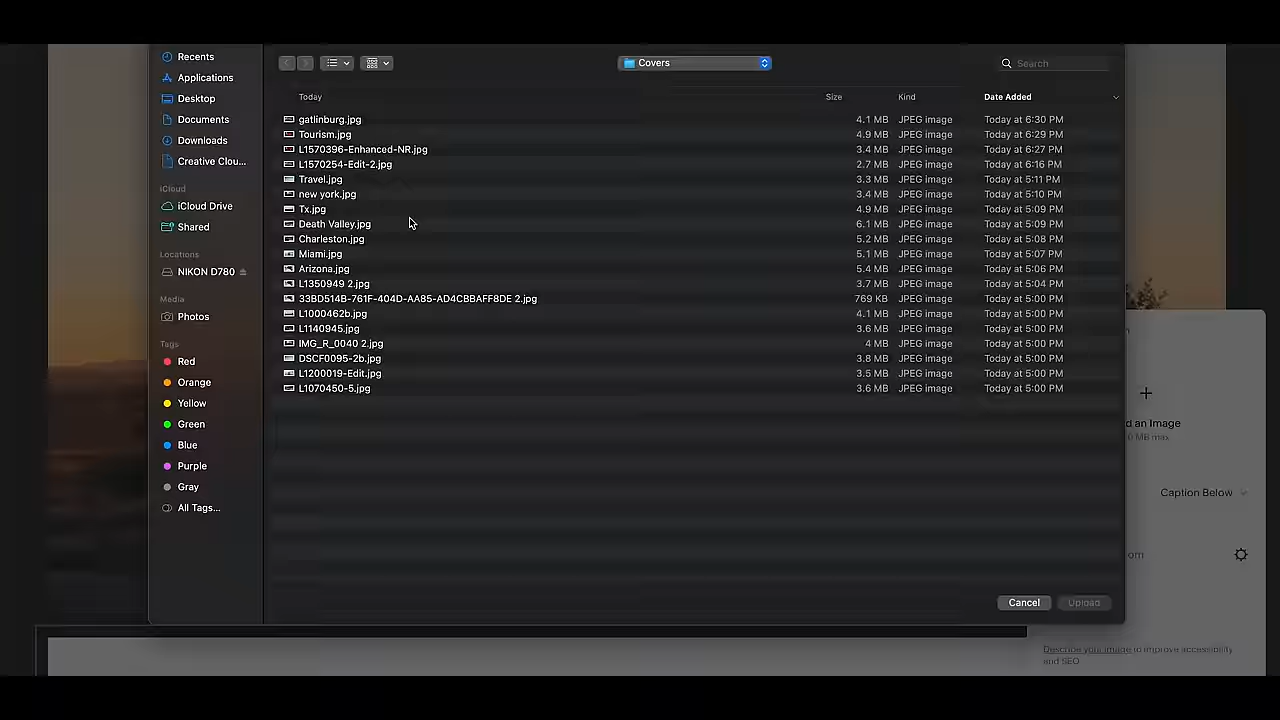 Recents
Applications
Desktop
Documents
Downloads
Creative Clou...
iCloud
iCloud Drive
Shared
Locations
NIKON D780
Media
Photos
Tags
Red
Orange
Yellow
Green
Blue
Purple
Gray
All Tags...
Covers
Search
Today Size Kind Date Added
gatlinburg.jpg 4.1 MB JPEG image Today at 6:30 PM
Tourism.jpg 4.9 MB JPEG image Today at 6:29 PM
L1570396-Enhanced-NR.jpg 3.4 MB JPEG image Today at 6:27 PM
L1570254-Edit-2.jpg 2.7 MB JPEG image Today at 6:16 PM
Travel.jpg 3.3 MB JPEG image Today at 5:11 PM
new york.jpg 3.4 MB JPEG image Today at 5:10 PM
Tx.jpg 4.9 MB JPEG image Today at 5:09 PM
Death Valley.jpg 6.1 MB JPEG image Today at 5:09 PM
Charleston.jpg 5.2 MB JPEG image Today at 5:08 PM
Miami.jpg 5.1 MB JPEG image Today at 5:07 PM
Arizona.jpg 5.4 MB JPEG image Today at 5:06 PM
L1350949 2.jpg 3.7 MB JPEG image Today at 5:04 PM
33BD514B-761F-404D-AA85-AD4CBBAFF8DE 2.jpg 769 KB JPEG image Today at 5:00 PM
L1000462b.jpg 4.1 MB JPEG image Today at 5:00 PM
L1140945.jpg 3.6 MB JPEG image Today at 5:00 PM
IMG_R_0040 2.jpg 4 MB JPEG image Today at 5:00 PM
DSCF0095-2b.jpg 3.8 MB JPEG image Today at 5:00 PM
L1200019-Edit.jpg 3.5 MB JPEG image Today at 5:00 PM
L1070450-5.jpg 3.6 MB JPEG image Today at 5:00 PM
Cancel Upload
d an Image
0 MB max
Caption Below
om
Describe your image to improve accessibility
and SEO